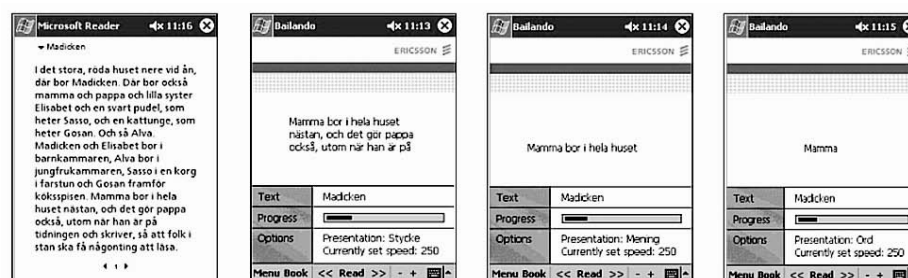 Microsoft Reader 11:16
Madicken
I det stora, röda huset nere vid ån,
där bor Madicken. Där bor också
mamma och pappa och lilla syster
Elisabet och en svart pudel, som
heter Sasso, och en kattunge, som
heter Gosan. Och så Alva.
Madicken och Elisabet bor i
barnkammaren, Alva bor i
jungfrukammaren, Sasso i en korg
i farstun och Gosan framför
köksspisen. Mamma bor i hela
huset nästan, och det gör pappa
också, utom när han är på
tidningen och skriver, så att folk i
stan ska få någonting att läsa.
1
Bailando 11:13
ERICSSON
Mamma bor i hela huset
nästan, och det gör pappa
också, utom när han är på
Text Madicken
Progress
Options Presentation: Stycke
Currently set speed: 250
Menu Book << Read >> - +
Bailando 11:14
ERICSSON
Mamma bor i hela huset
Text Madicken
Progress
Options Presentation: Mening
Currently set speed: 250
Menu Book << Read >> - +
Bailando 11:15
ERICSSON
Mamma
Text Madicken
Progress
Options Presentation: Ord
Currently set speed: 250
Menu Book << Read >> - +